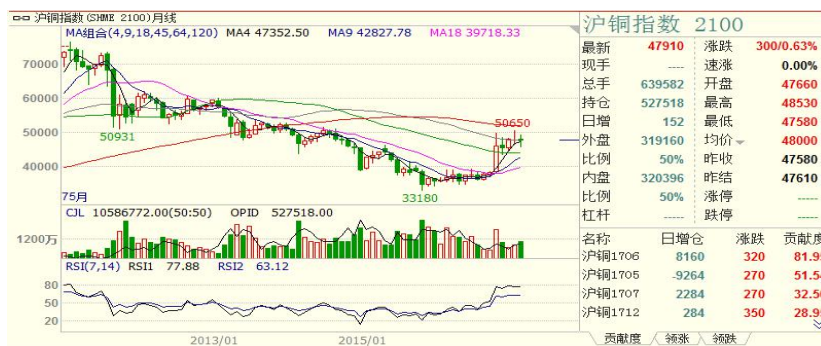 沪铜指数(SHME 2100)月线
MA组合(4,9,18,45,64,120) MA4 47352.50 MA9 42827.78 MA18 39718.33
70000
60000
50000
40000
50931
50650
33180
75月
CJL 10586772.00(50:50) OPID 527518.00
1200万
RSI(7,14) RSI1 77.88 RSI2 63.12
80
50
20
2013/01 2015/01
沪铜指数 2100
最新 47910 涨跌 300/0.63%
现手 ----- 速涨 0.00%
总手 639582 开盘 47660
持仓 527518 最高 48530
日增 152 最低 47580
外盘 319160 均价 48000
比例 50% 昨收 47580
内盘 320396 昨结 47610
比例 50% 涨停 -----
杠杆 ----- 跌停 -----
名称 日增仓 涨跌 贡献度
沪铜1706 8160 320 81.9
沪铜1705 -9264 270 51.5
沪铜1707 2284 270 32.5
沪铜1712 284 350 28.9
贡献度 领涨 领跌